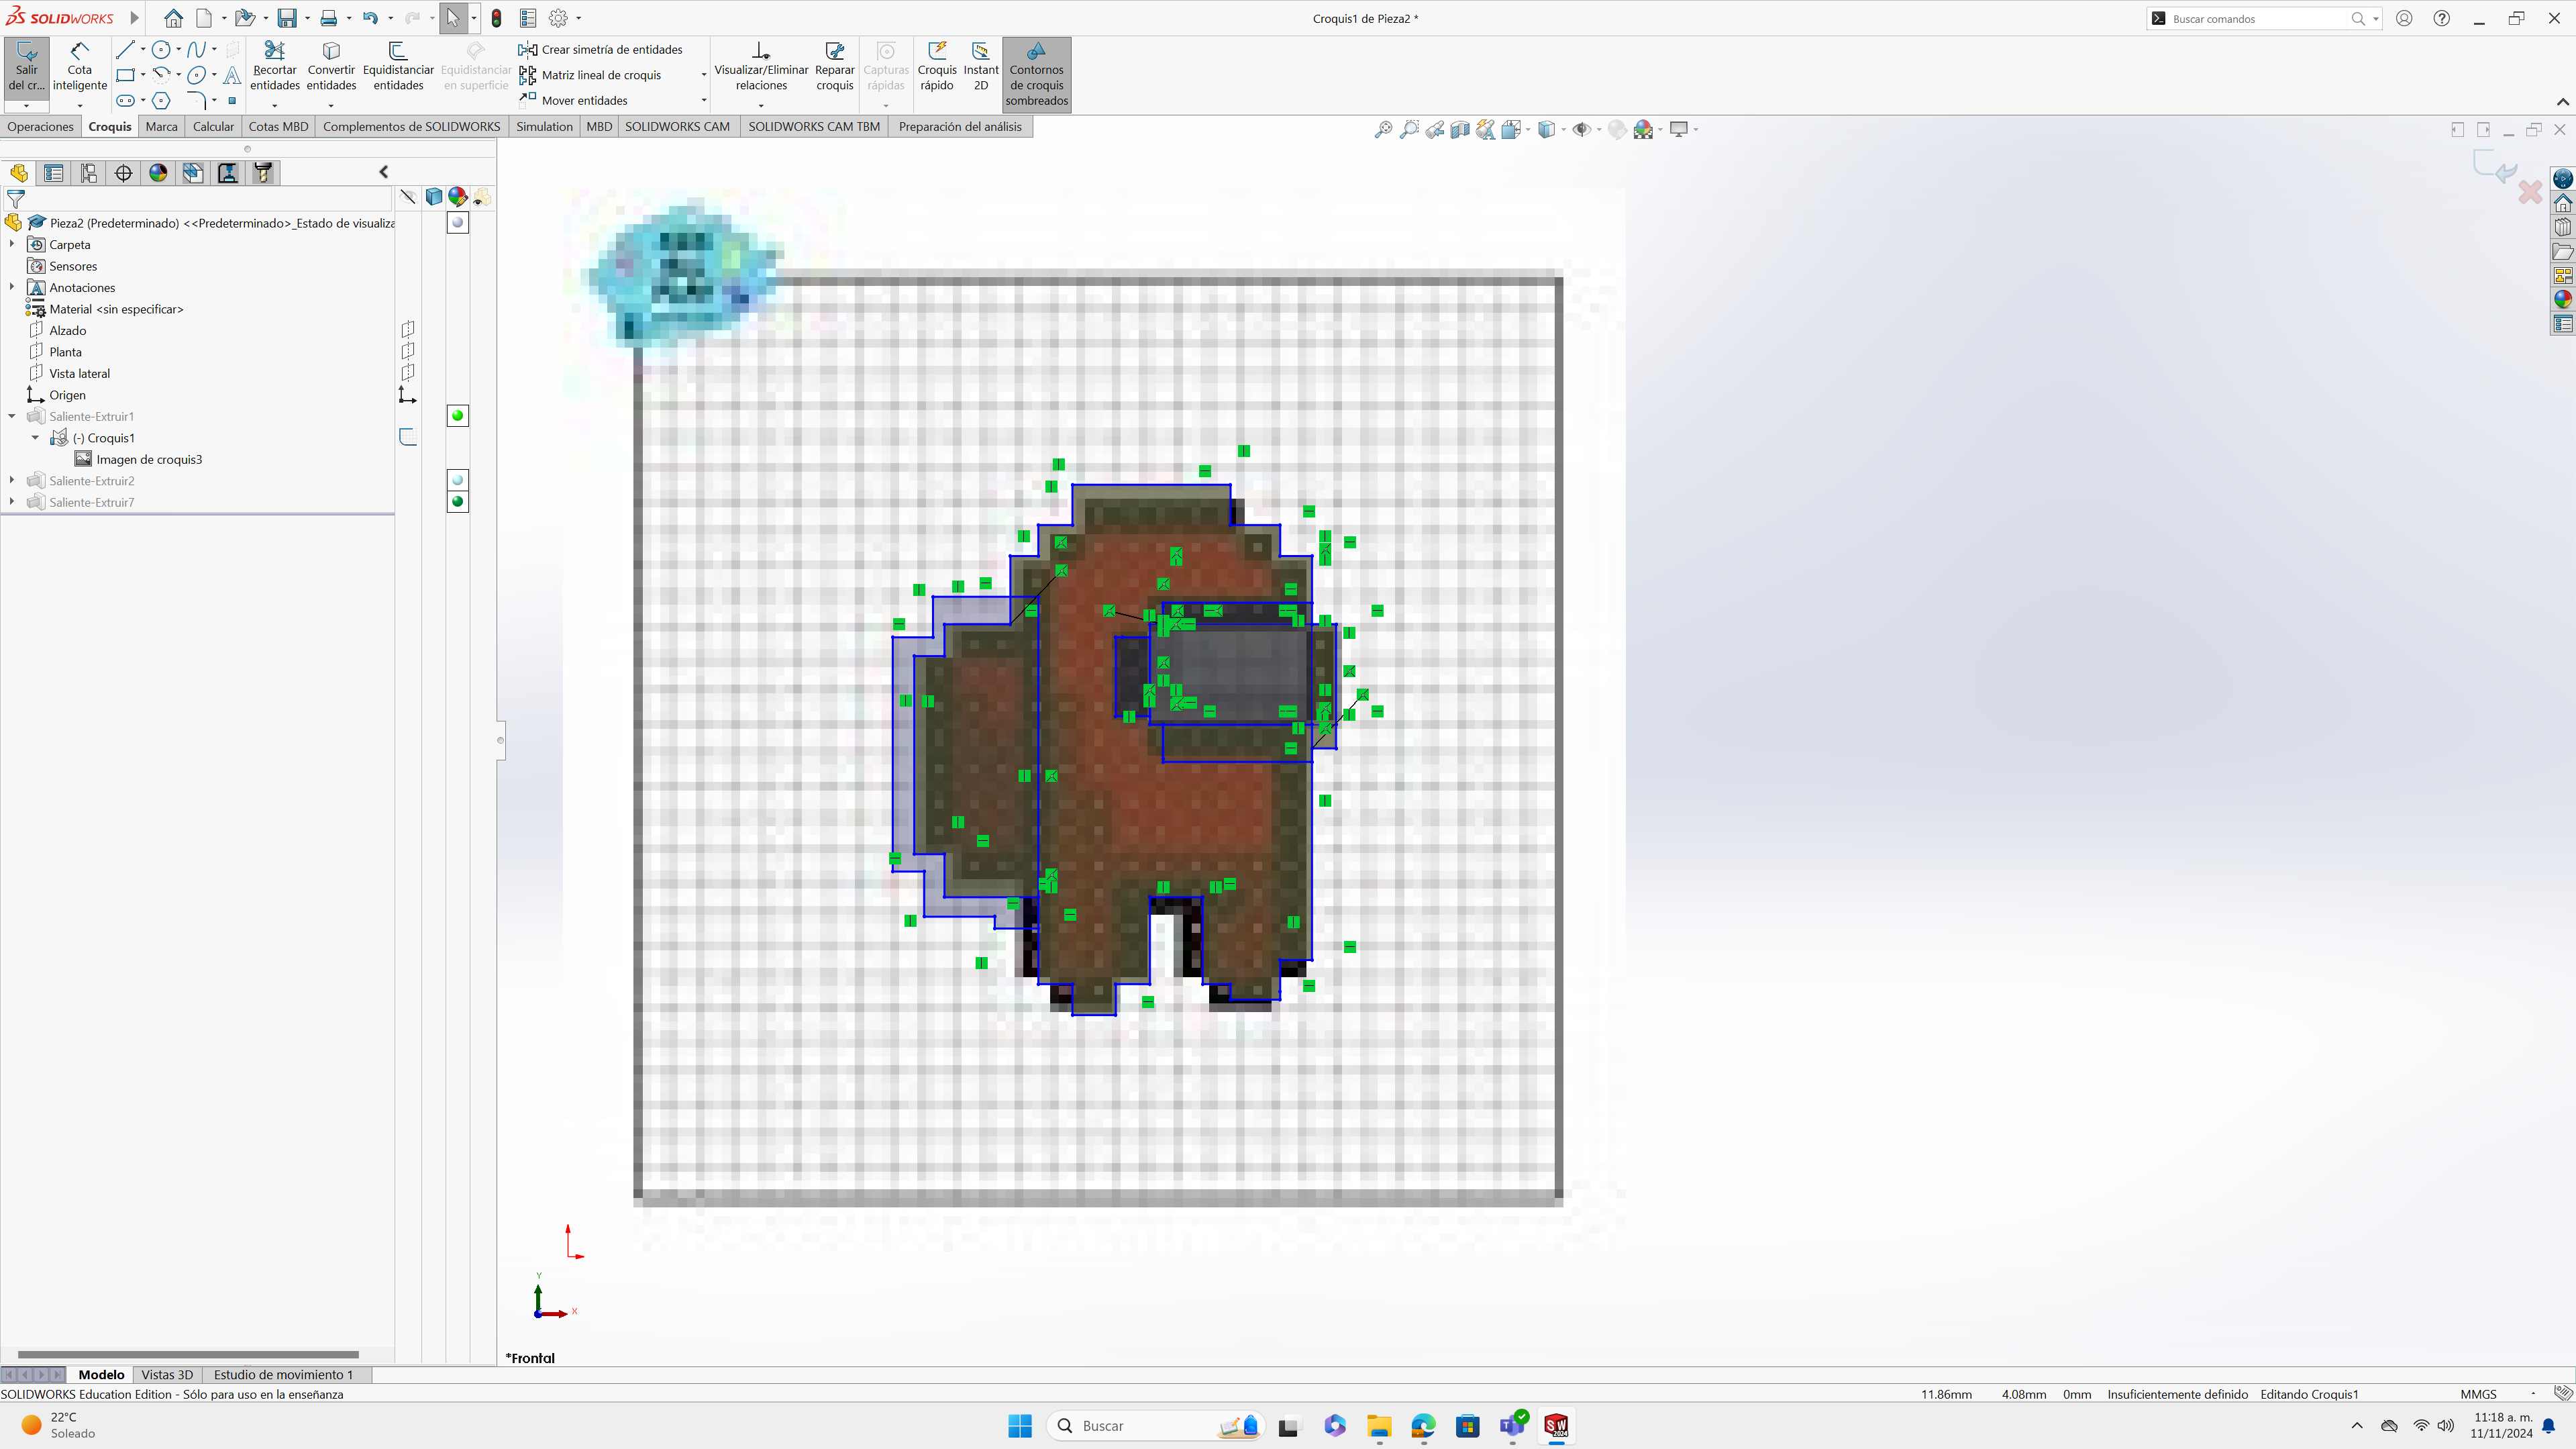 SOLIDWORKS
Croquis1 de Pieza2 *
Buscar comandos
Salir del cr...
Cota inteligente
Recortar entidades
Convertir entidades
Equidistanciar entidades
Equidistanciar en superficie
Crear simetría de entidades
Matriz lineal de croquis
Mover entidades
Visualizar/Eliminar relaciones
Reparar croquis
Capturas rápidas
Croquis rápido
Instant 2D
Contornos de croquis sombreados
Operaciones
Croquis
Marca
Calcular
Cotas MBD
Complementos de SOLIDWORKS
Simulation
MBD
SOLIDWORKS CAM
SOLIDWORKS CAM TBM
Preparación del análisis
Pieza2 (Predeterminado) <<Predeterminado>_Estado de visualiza
Carpeta
Sensores
Anotaciones
Material <sin especificar>
Alzado
Planta
Vista lateral
Origen
Saliente-Extruir1
(-) Croquis1
Imagen de croquis3
Saliente-Extruir2
Saliente-Extruir7
Y
X
*Frontal
Modelo
Vistas 3D
Estudio de movimiento 1
SOLIDWORKS Education Edition - Sólo para uso en la enseñanza
11.86mm 4.08mm 0mm Insuficientemente definido Editando Croquis1 MMGS
22°C
Soleado
Buscar
11:18 a. m.
11/11/2024